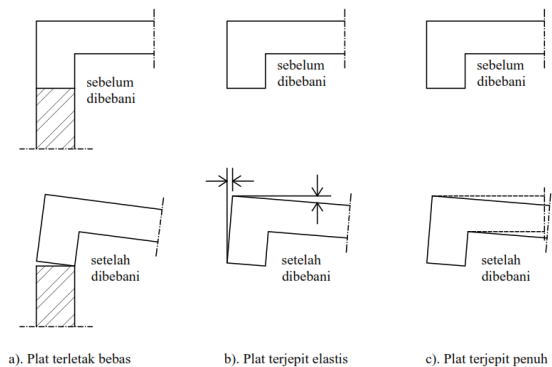 sebelum
dibebani
sebelum
dibebani
sebelum
dibebani
setelah
dibebani
setelah
dibebani
setelah
dibebani
a). Plat terletak bebas
b). Plat terjepit elastis
c). Plat terjepit penuh